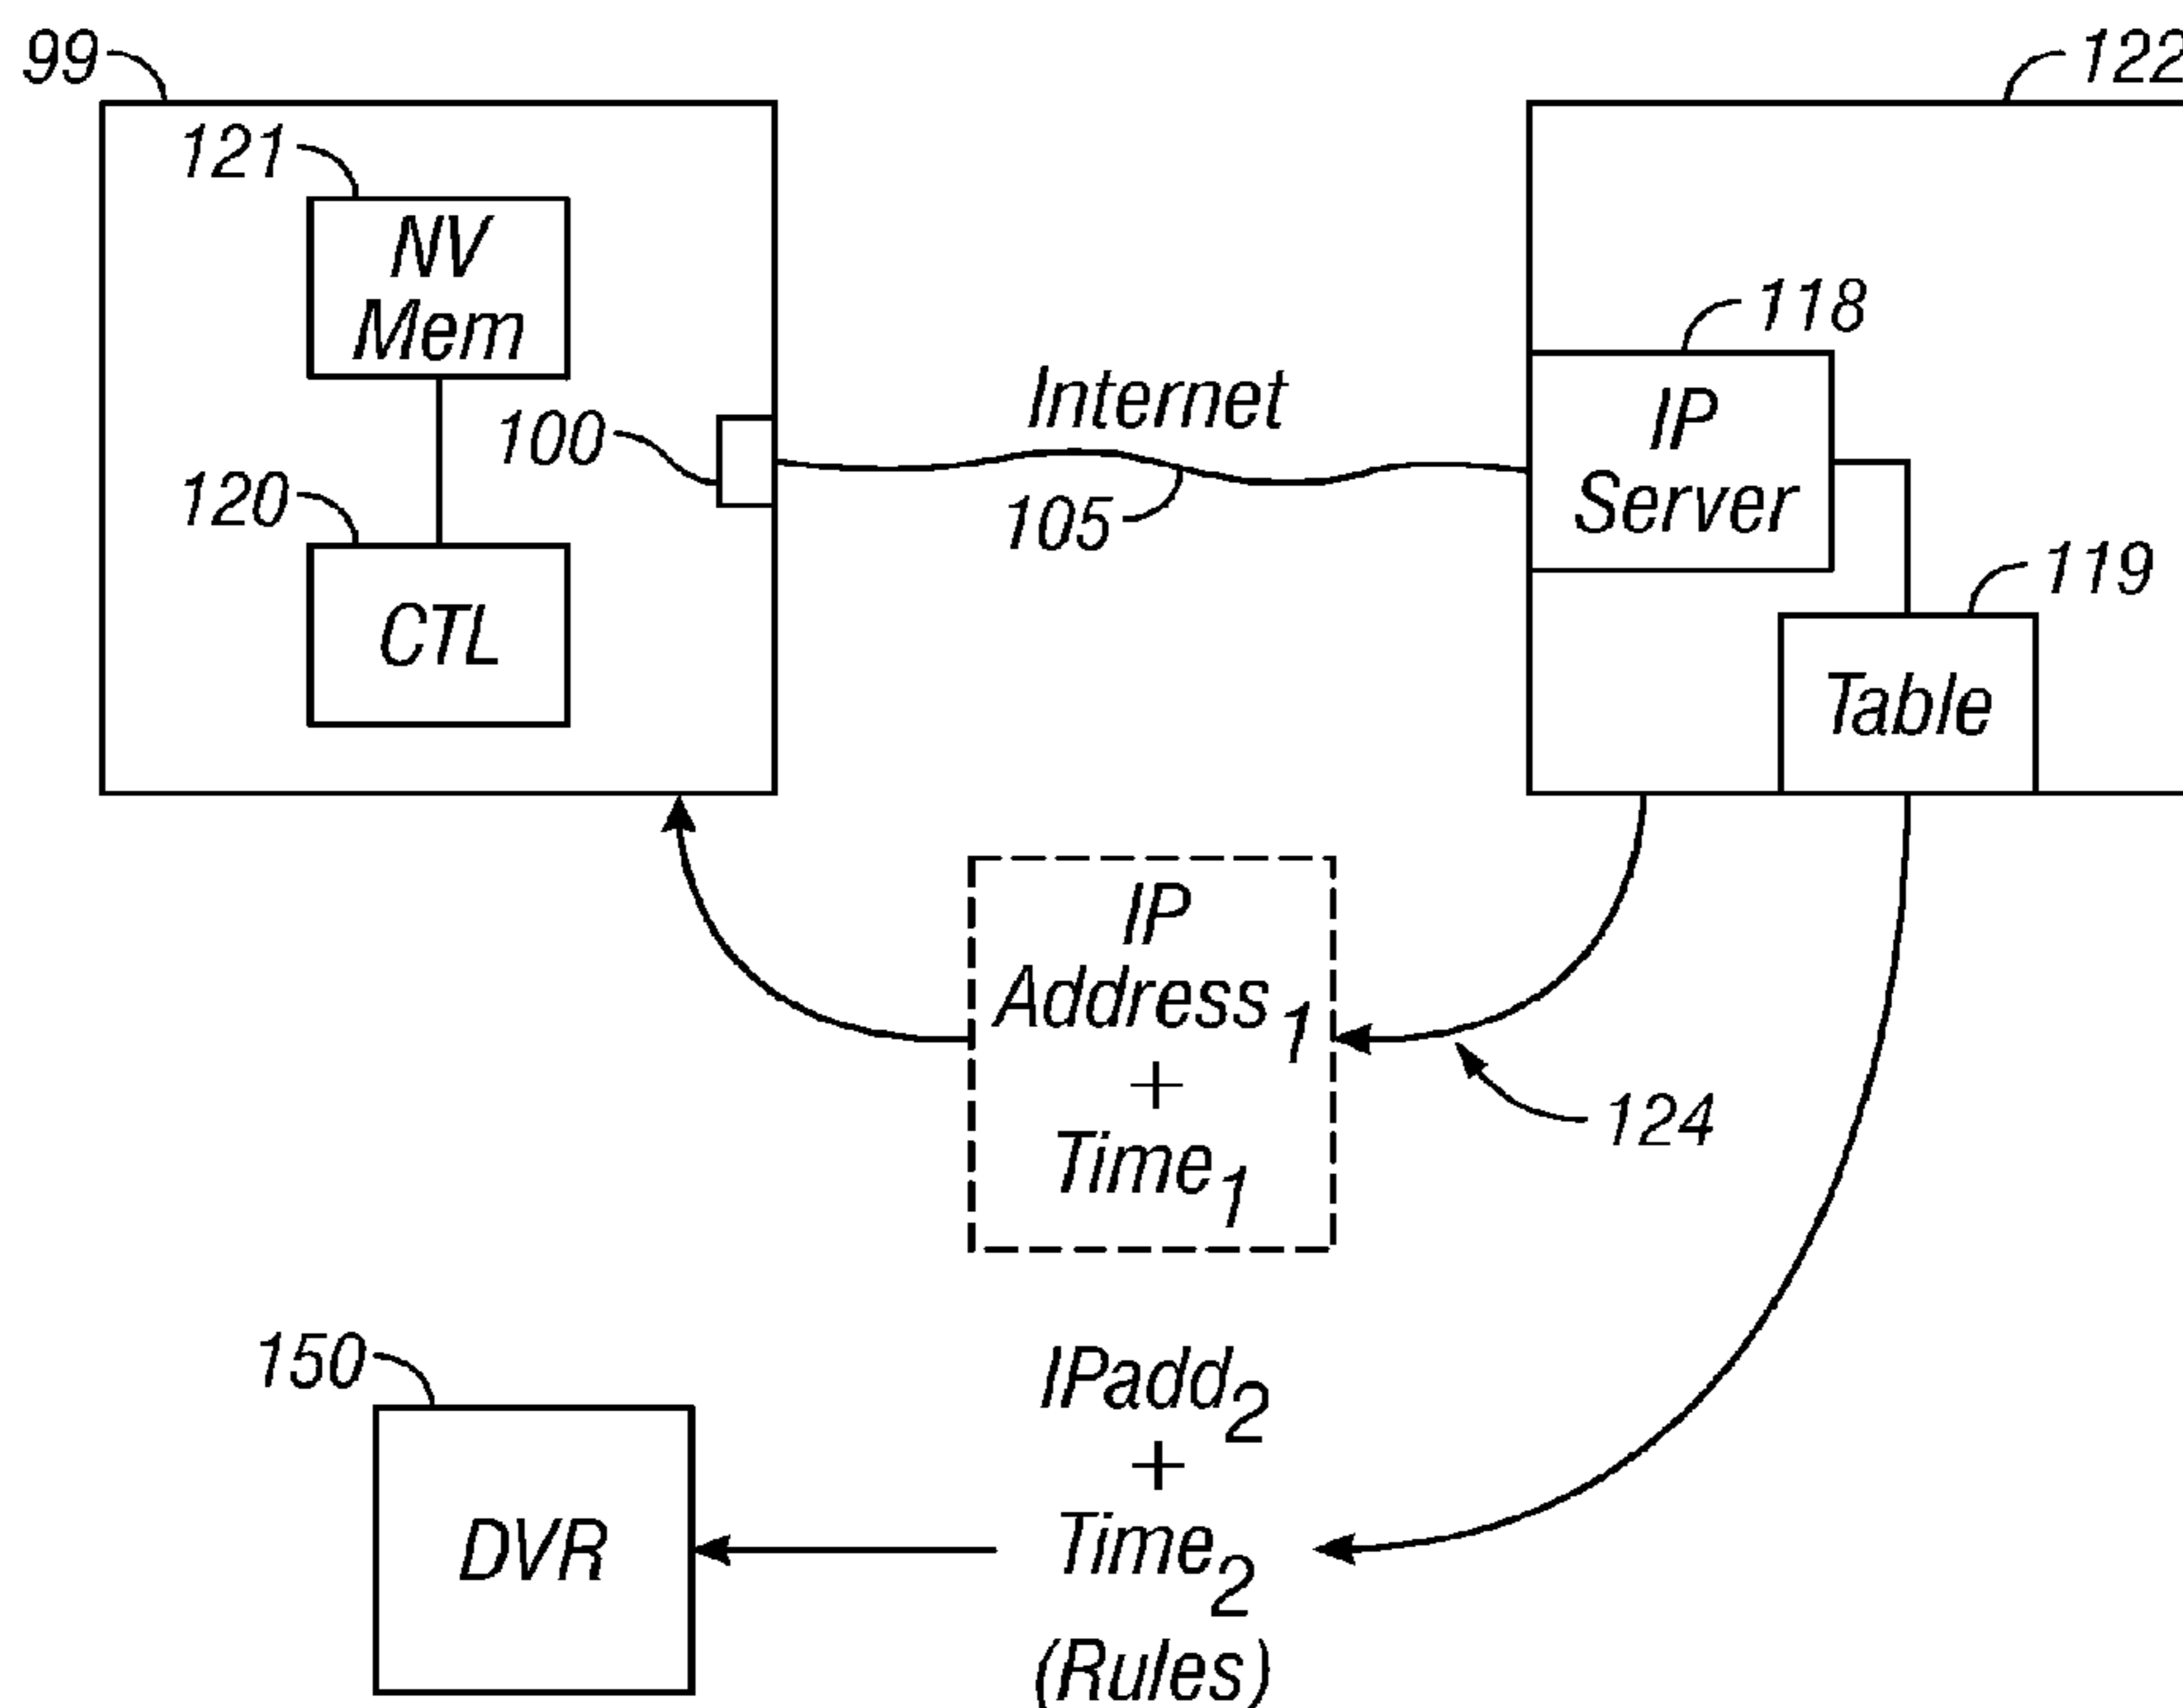 99
122
121
NV
Mem
118
100
Internet
IP
Server
120
105
119
CTL
Table
IP
Address1
+
Time1
124
150
IPadd2
+
Time2
(Rules)
DVR